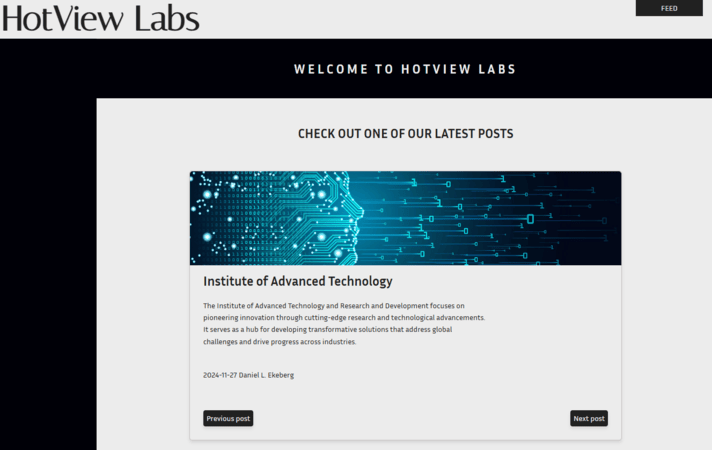 HotView Labs
FEED
WELCOME TO HOTVIEW LABS
CHECK OUT ONE OF OUR LATEST POSTS
Institute of Advanced Technology
The Institute of Advanced Technology and Research and Development focuses on
pioneering innovation through cutting-edge research and technological advancements.
It serves as a hub for developing transformative solutions that address global
challenges and drive progress across industries.
2024-11-27 Daniel L. Ekeberg
Previous post
Next post